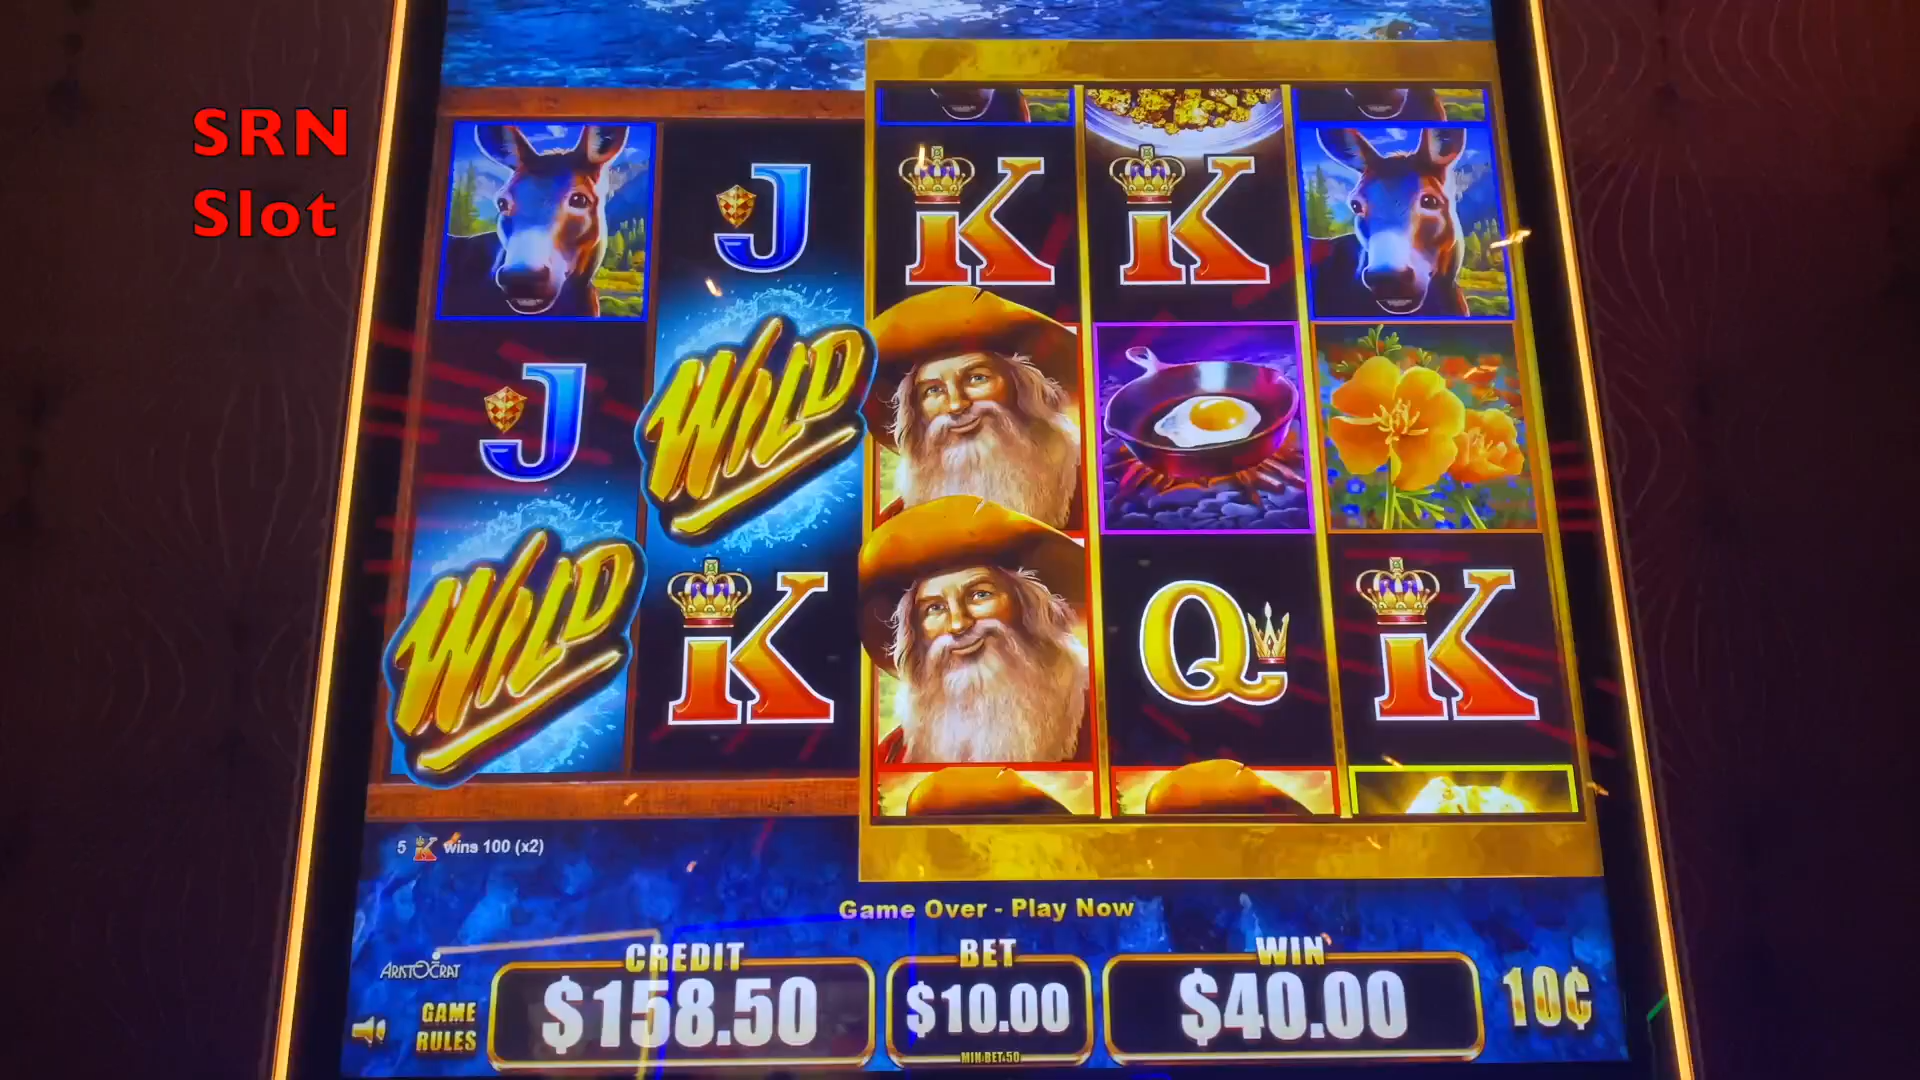 SRN
Slot
J
K
K
J
WILD
WILD
K
Q
K
5 K wins 100 (x2)
Game Over - Play Now
ARISTOCRAT
GAME
RULES
CREDIT
$158.50
BET
$10.00
MIN BET 50
WIN
$40.00
10¢